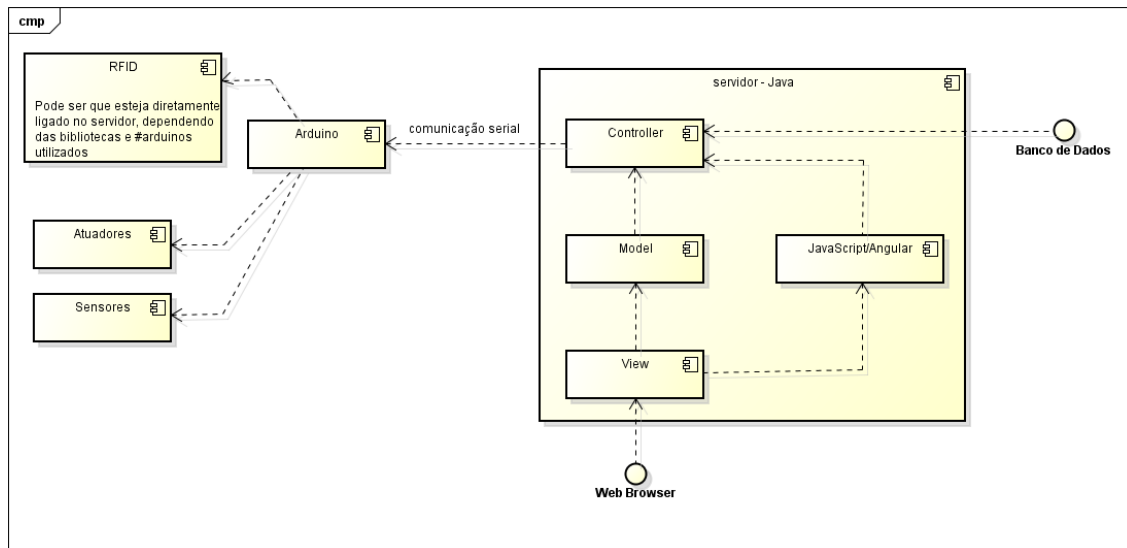 cmp
RFID
Pode ser que esteja diretamente
ligado no servidor, dependendo
das bibliotecas e #arduinos
utilizados
Arduino
comunicação serial
servidor - Java
Controller
Banco de Dados
Atuadores
Model
JavaScript/Angular
Sensores
View
Web Browser